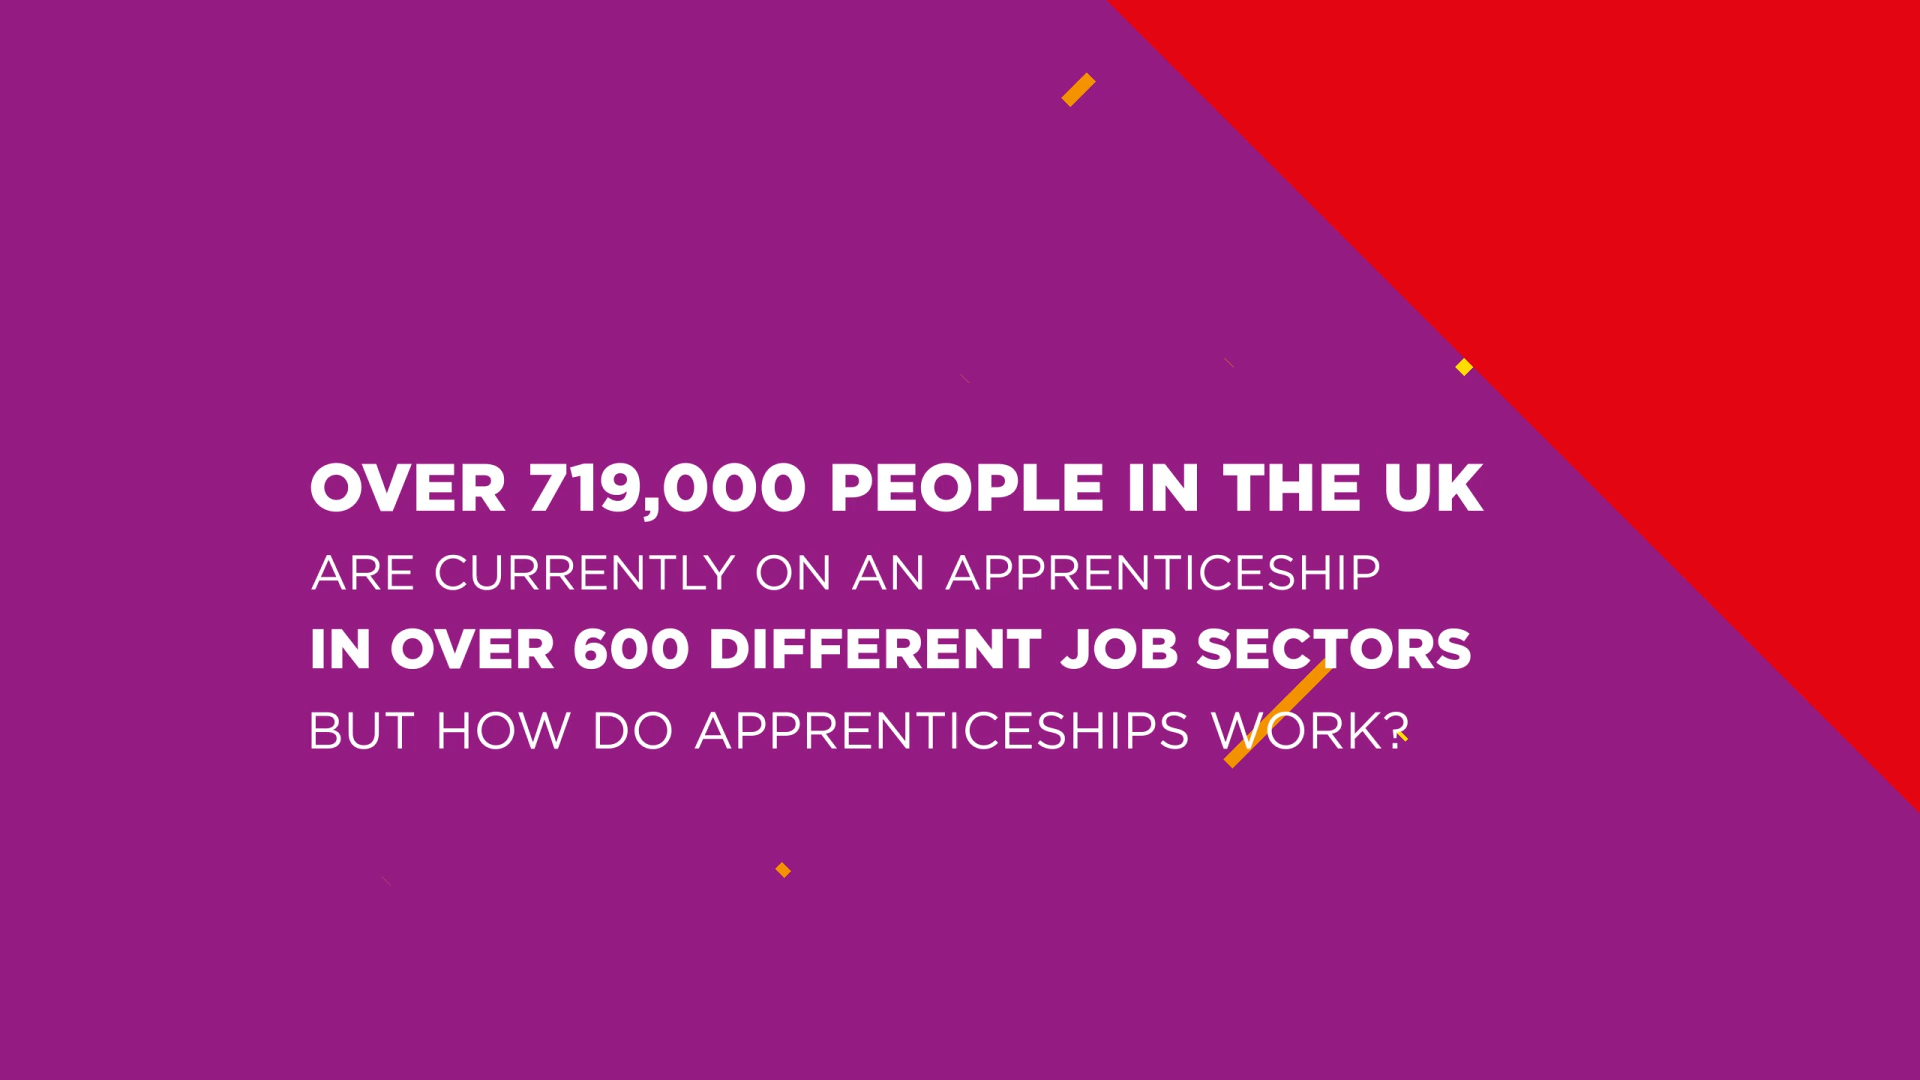 OVER 719,000 PEOPLE IN THE UK
ARE CURRENTLY ON AN APPRENTICESHIP
IN OVER 600 DIFFERENT JOB SECTORS
BUT HOW DO APPRENTICESHIPS WORK?